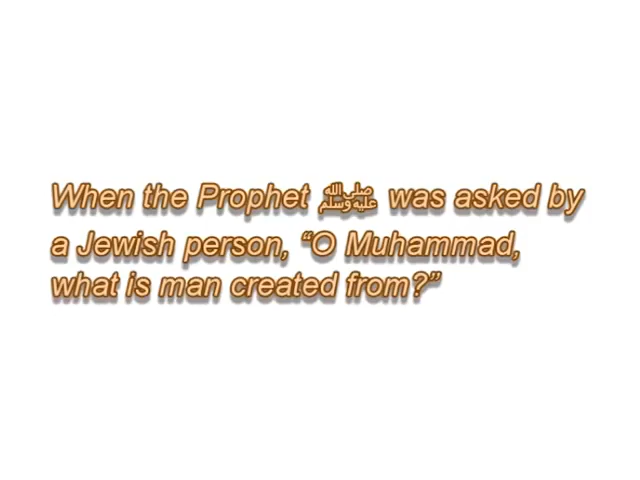 When the Prophet ﷺ was asked by
a Jewish person, “O Muhammad,
what is man created from?”